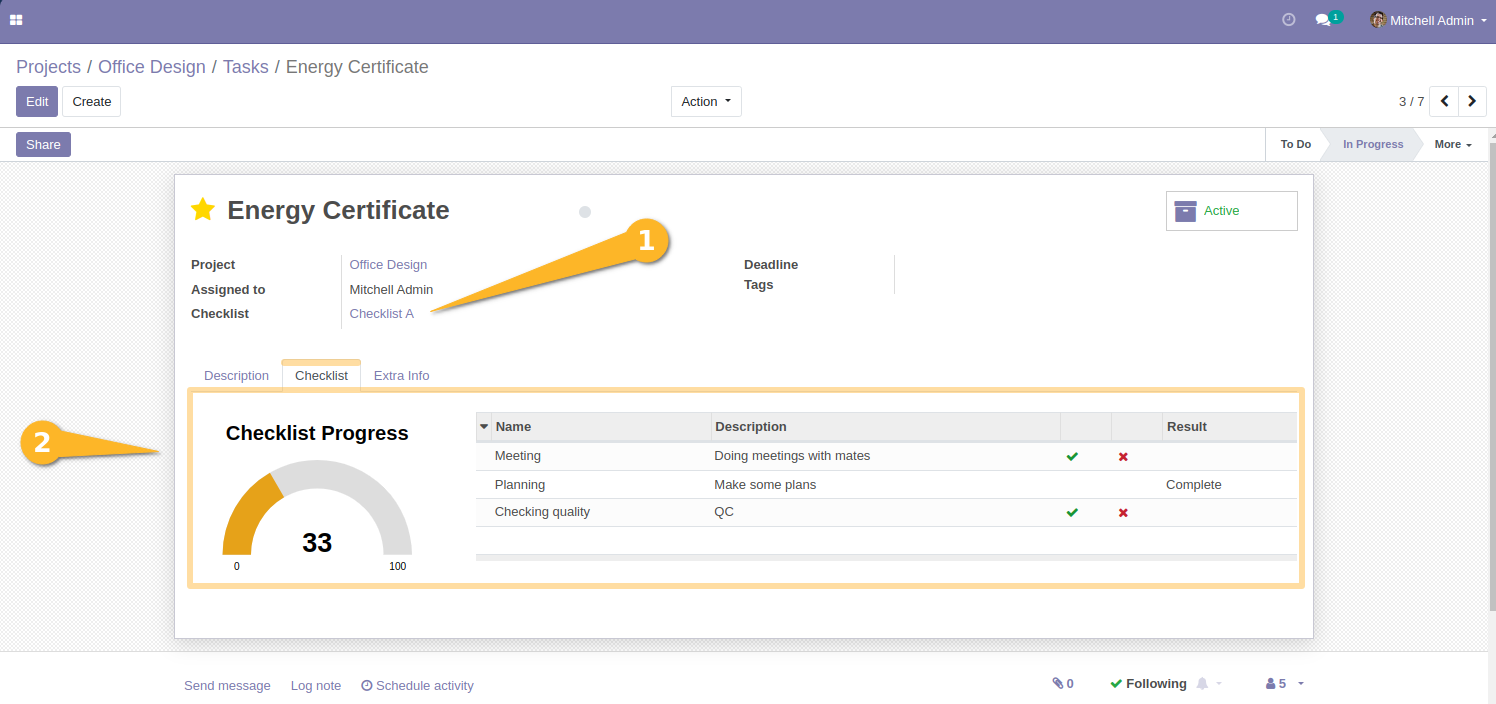 1
Mitchell Admin
Projects / Office Design / Tasks / Energy Certificate
Edit Create Action 3 / 7
Share To Do In Progress More
Energy Certificate Active
1
Project Office Design Deadline
Assigned to Mitchell Admin Tags
Checklist Checklist A
Description Checklist Extra Info
2
Checklist Progress
33
0 100
Name Description Result
Meeting Doing meetings with mates
Planning Make some plans Complete
Checking quality QC
Send message Log note Schedule activity 0 Following 5